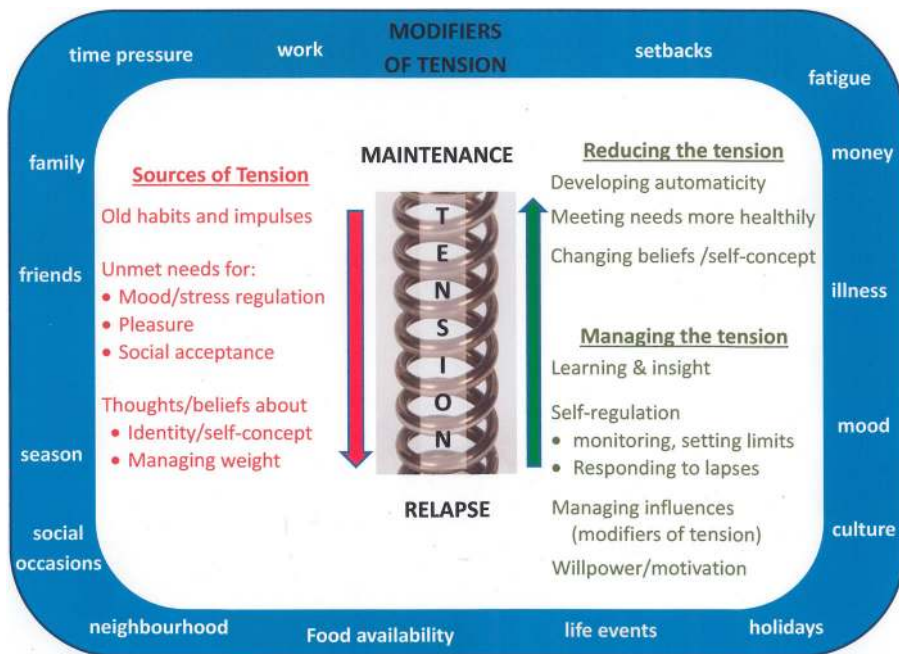 MODIFIERS
OF TENSION
time pressure
work
setbacks
fatigue
family
money
friends
illness
season
mood
social
occasions
culture
neighbourhood
Food availability
life events
holidays
Sources of Tension
Old habits and impulses
Unmet needs for:
• Mood/stress regulation
• Pleasure
• Social acceptance
Thoughts/beliefs about
• Identity/self-concept
• Managing weight
MAINTENANCE
TENSION
RELAPSE
Reducing the tension
Developing automaticity
Meeting needs more healthily
Changing beliefs /self-concept
Managing the tension
Learning & insight
Self-regulation
• monitoring, setting limits
• Responding to lapses
Managing influences
(modifiers of tension)
Willpower/motivation